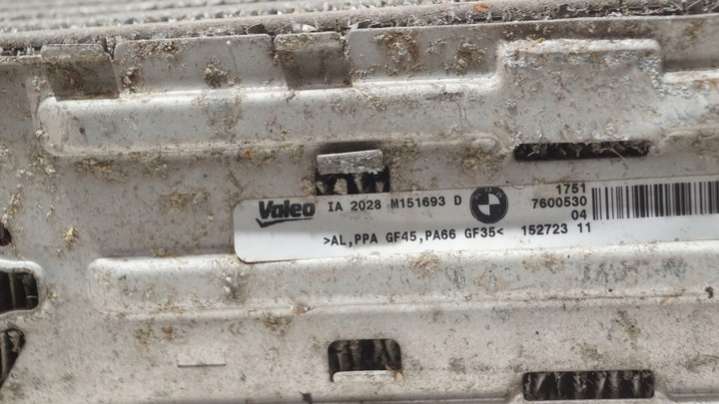 Valeo IA 2028 M151693 D
>AL,PPA GF45,PA66 GF35<
1751
7600530
04
152723 11